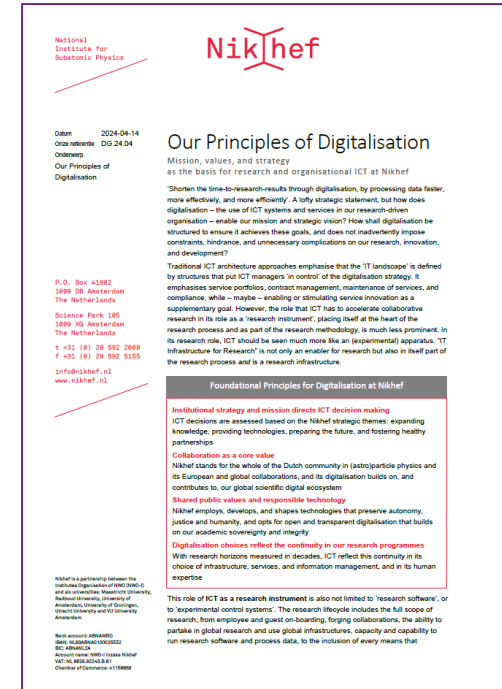 National
Institute for
Subatomic Physics
Nikhef
Datum 2024-04-14
Onze referentie DG.24.04
Onderwerp
Our Principles of
Digitalisation
P.O. Box 41882
1009 DB Amsterdam
The Netherlands
Science Park 105
1098 XG Amsterdam
The Netherlands
t +31 (0) 20 592 2000
f +31 (0) 20 592 5155
info@nikhef.nl
www.nikhef.nl
Nikhef is a partnership between the
Institutes Organisation of NWO (NWO-I)
and six universities: Maastricht University,
Radboud University, University of
Amsterdam, University of Groningen,
Utrecht University and VU University
Amsterdam
Bank account: ABNAMRO
BIC: ABNANL2A
Account name: NWO-I inzake Nikhef
Chamber of Commerce: 41150068
Our Principles of Digitalisation
Mission, values, and strategy
as the basis for research and organisational ICT at Nikhef
'Shorten the time-to-research-results through digitalisation, by processing data faster,
more effectively, and more efficiently'. A lofty strategic statement, but how does
digitalisation – the use of ICT systems and services in our research-driven
organisation – enable our mission and strategic vision? How shall digitalisation be
structured to ensure it achieves these goals, and does not inadvertently impose
constraints, hindrance, and unnecessary complications on our research, innovation,
and development?
Traditional ICT architecture approaches emphasise that the 'IT landscape' is defined
by structures that put ICT managers 'in control' of the digitalisation strategy. It
emphasises service portfolios, contract management, maintenance of services, and
compliance, while – maybe – enabling or stimulating service innovation as a
supplementary goal. However, the role that ICT has to accelerate collaborative
research in its role as a 'research instrument', placing itself at the heart of the
research process and as part of the research methodology, is much less prominent. In
its research role, ICT should be seen much more like an (experimental) apparatus. "IT
Infrastructure for Research" is not only an enabler for research but also in itself part of
the research process and is a research infrastructure.
Foundational Principles for Digitalisation at Nikhef
Institutional strategy and mission directs ICT decision making
ICT decisions are assessed based on the Nikhef strategic themes: expanding
knowledge, providing technologies, preparing the future, and fostering healthy
partnerships
Collaboration as a core value
Nikhef stands for the whole of the Dutch community in (astro)particle physics and
its European and global collaborations, and its digitalisation builds on, and
contributes to, our global scientific digital ecosystem
Shared public values and responsible technology
Nikhef employs, develops, and shapes technologies that preserve autonomy,
justice and humanity, and opts for open and transparent digitalisation that builds
on our academic sovereignty and integrity
Digitalisation choices reflect the continuity in our research programmes
With research horizons measured in decades, ICT reflect this continuity in its
choice of infrastructure, services, and information management, and in its human
expertise
This role of ICT as a research instrument is also not limited to 'research software', or
to 'experimental control systems'. The research lifecycle includes the full scope of
research, from employee and guest on-boarding, forging collaborations, the ability to
partake in global research and use global infrastructures, capacity and capability to
run research software and process data, to the inclusion of every means that